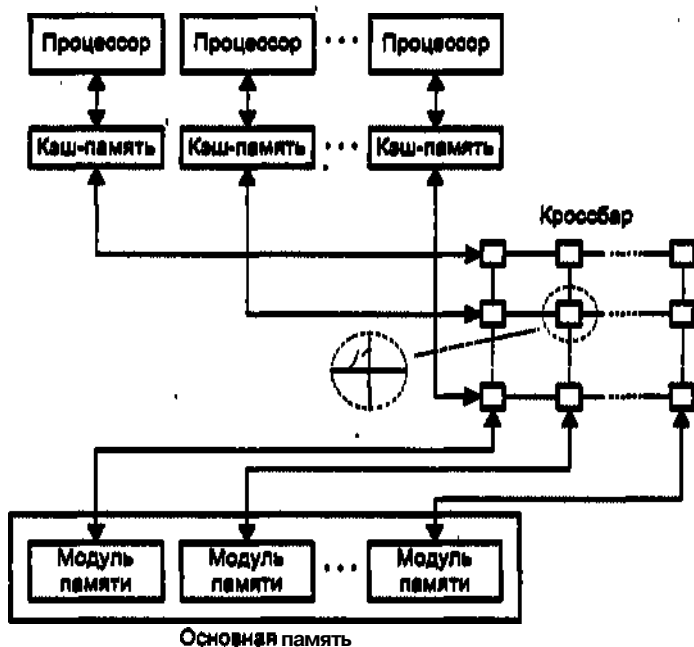 Процессор Процессор ... Процессор
Кэш-память Кэш-память ... Кэш-память
Кроссбар
Модуль памяти
Модуль памяти
...
Модуль памяти
Основная память